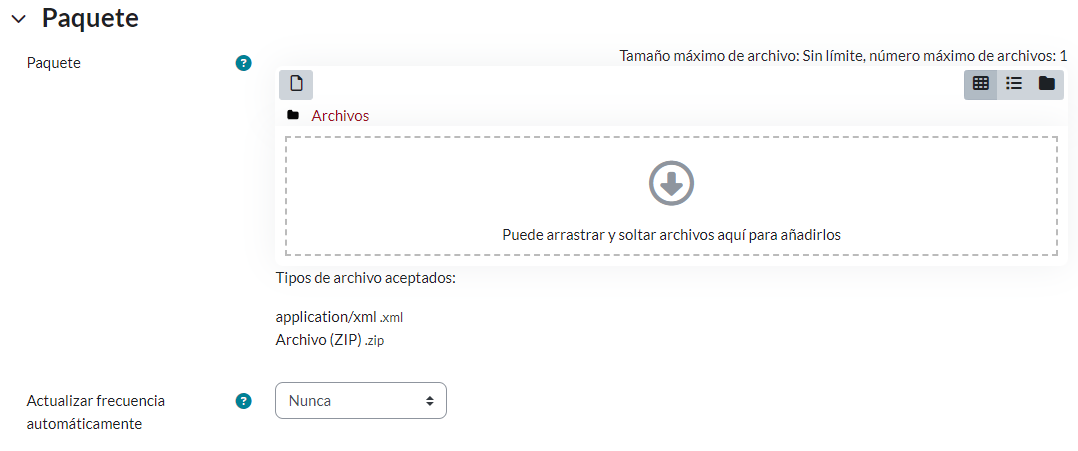 Paquete
Paquete
Tamaño máximo de archivo: Sin límite, número máximo de archivos: 1
Archivos
Puede arrastrar y soltar archivos aquí para añadirlos
Tipos de archivo aceptados:
application/xml .xml
Archivo (ZIP) .zip
Actualizar frecuencia
automáticamente
Nunca